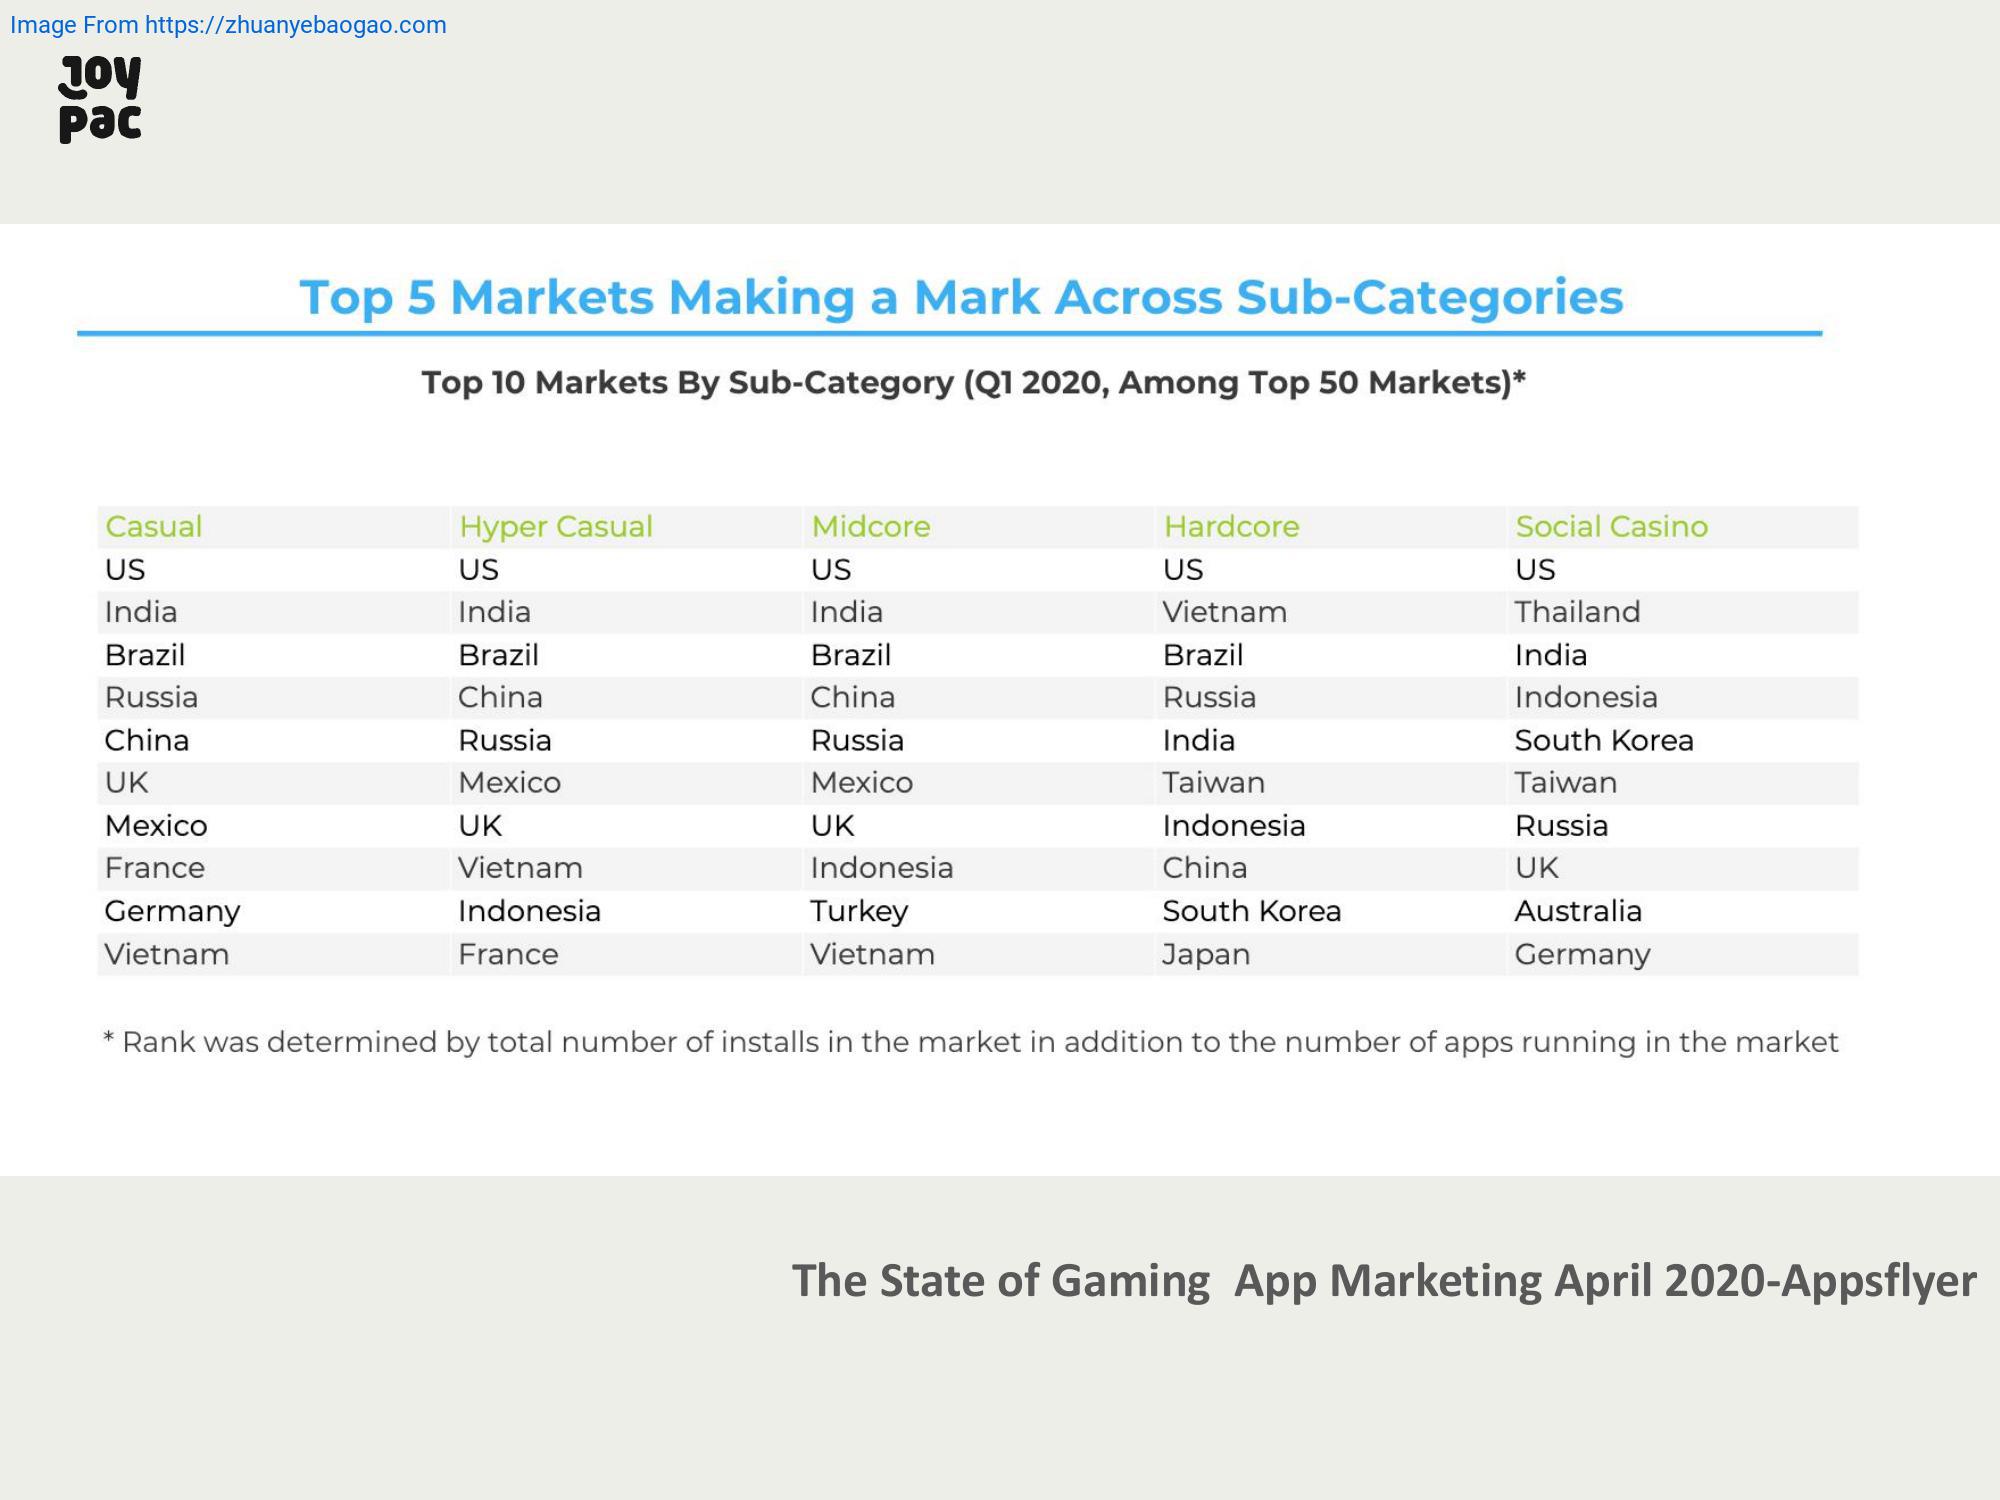 Image From https://zhuanyebaogao.com
Joy
pac
Top 5 Markets Making a Mark Across Sub-Categories
Top 10 Markets By Sub-Category (Q1 2020, Among Top 50 Markets)*
Casual Hyper Casual Midcore Hardcore Social Casino
US US US US US
India India India Vietnam Thailand
Brazil Brazil Brazil Brazil India
Russia China China Russia Indonesia
China Russia Russia India South Korea
UK Mexico Mexico Taiwan Taiwan
Mexico UK UK Indonesia Russia
France Vietnam Indonesia China UK
Germany Indonesia Turkey South Korea Australia
Vietnam France Vietnam Japan Germany
* Rank was determined by total number of installs in the market in addition to the number of apps running in the market
The State of Gaming  App Marketing April 2020-Appsflyer